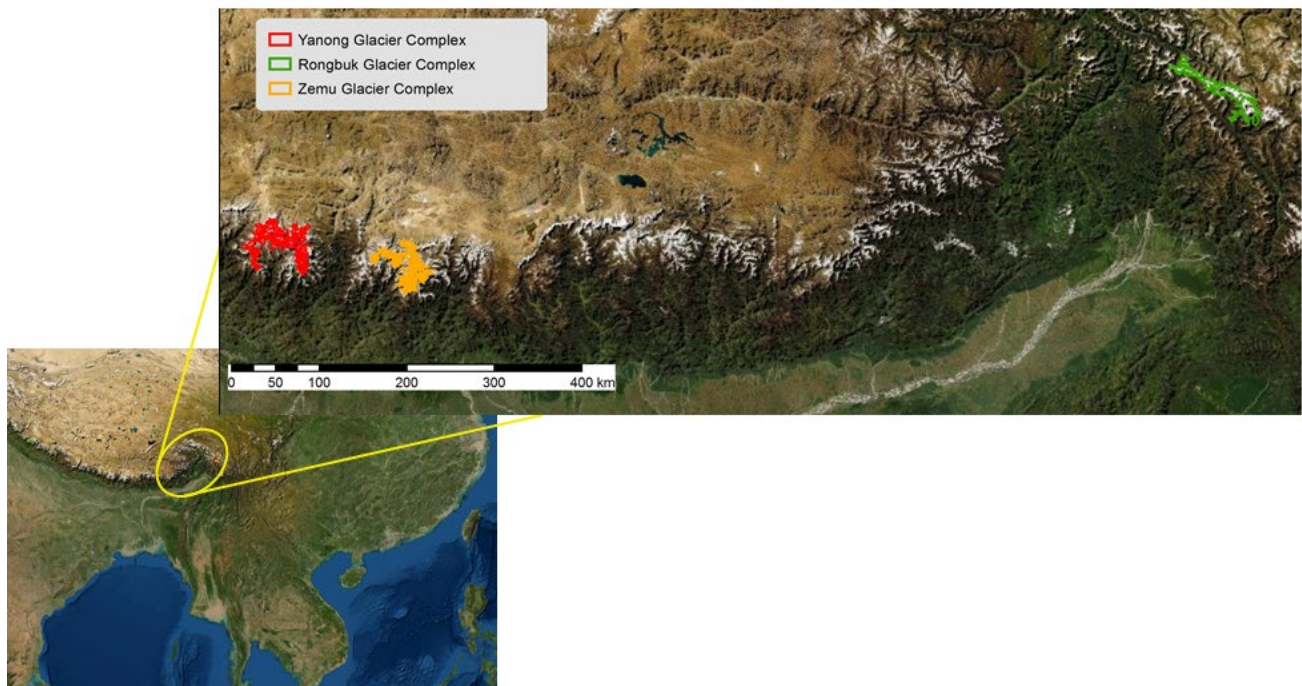 Yanong Glacier Complex
Rongbuk Glacier Complex
Zemu Glacier Complex
0 50 100 200 300 400 km